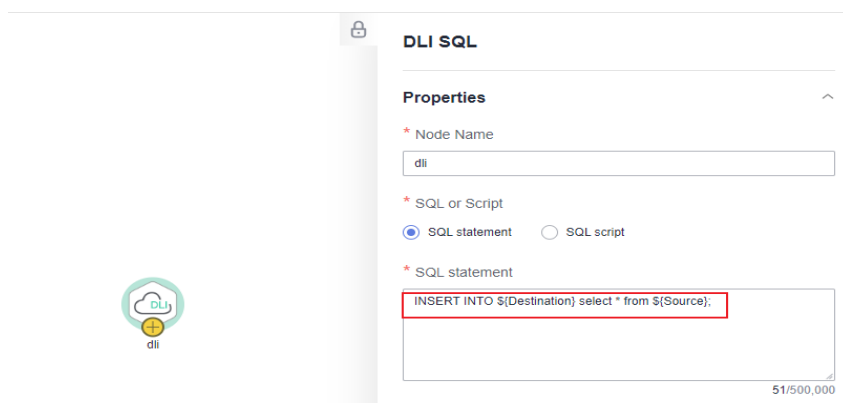 DLI SQL
Properties
* Node Name
dli
* SQL or Script
SQL statement SQL script
* SQL statement
INSERT INTO ${Destination} select * from ${Source};
51/500,000
DLI
dli